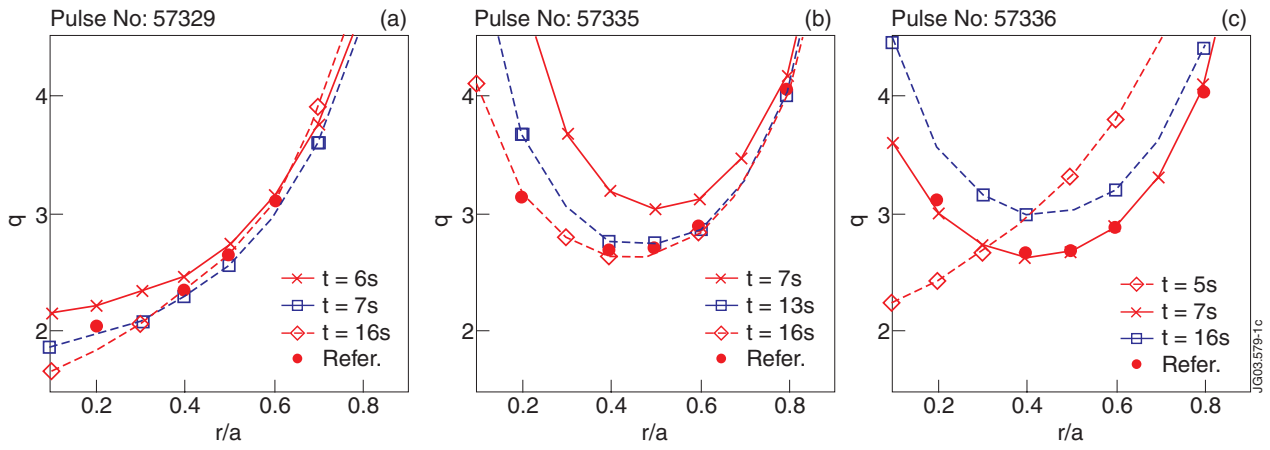 Pulse No: 57329 (a)
4
3
2
q
0.2 0.4 0.6 0.8
r/a
t = 6s
t = 7s
t = 16s
Refer.
Pulse No: 57335 (b)
4
3
2
q
0.2 0.4 0.6 0.8
r/a
t = 7s
t = 13s
t = 16s
Refer.
Pulse No: 57336 (c)
4
3
2
q
0.2 0.4 0.6 0.8
r/a
t = 5s
t = 7s
t = 16s
Refer.
JG03.579-1c